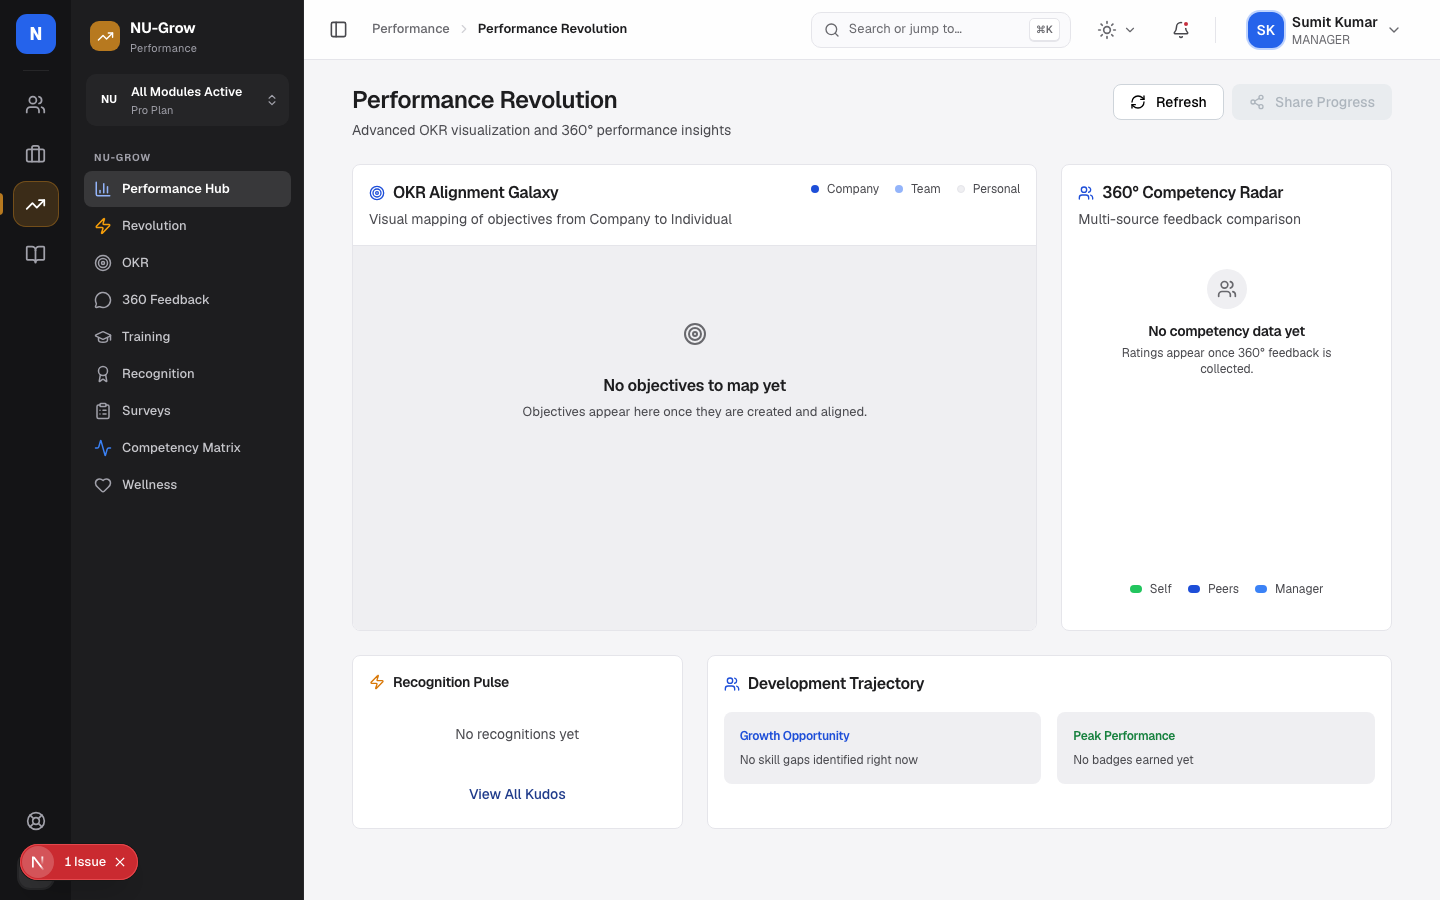 N
NU-Grow
Performance
NU
All Modules Active
Pro Plan
NU-GROW
Performance Hub
Revolution
OKR
360 Feedback
Training
Recognition
Surveys
Competency Matrix
Wellness
N
1 Issue
Performance
Performance Revolution
Search or jump to...
⌘K
SK
Sumit Kumar
MANAGER
Performance Revolution
Advanced OKR visualization and 360° performance insights
Refresh
Share Progress
OKR Alignment Galaxy
Company
Team
Personal
Visual mapping of objectives from Company to Individual
No objectives to map yet
Objectives appear here once they are created and aligned.
360° Competency Radar
Multi-source feedback comparison
No competency data yet
Ratings appear once 360° feedback is
collected.
Self
Peers
Manager
Recognition Pulse
No recognitions yet
View All Kudos
Development Trajectory
Growth Opportunity
No skill gaps identified right now
Peak Performance
No badges earned yet